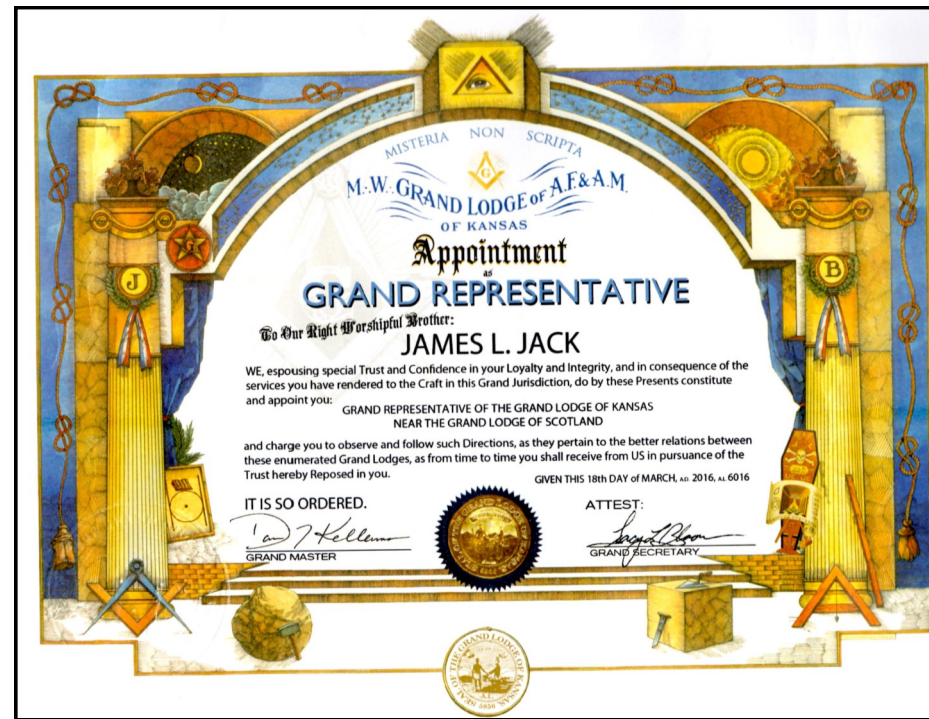 MISTERIA NON SCRIPTA
G
M.W. GRAND LODGE OF A.F. & A.M.
OF KANSAS
Appointment
as
GRAND REPRESENTATIVE
To Our Right Worshipful Brother:
JAMES L. JACK
WE, espousing special Trust and Confidence in your Loyalty and Integrity, and in consequence of the
services you have rendered to the Craft in this Grand Jurisdiction, do by these Presents constitute
and appoint you:
GRAND REPRESENTATIVE OF THE GRAND LODGE OF KANSAS
NEAR THE GRAND LODGE OF SCOTLAND
and charge you to observe and follow such Directions, as they pertain to the better relations between
these enumerated Grand Lodges, as from time to time you shall receive from US in pursuance of the
Trust hereby Reposed in you.
GIVEN THIS 18th DAY of MARCH, A.D. 2016, A.L. 6016
IT IS SO ORDERED.
ATTEST:
GRAND MASTER
GRAND SECRETARY
J
B
G
SEAL OF THE GRAND LODGE OF KANSAS
A.L. 5856